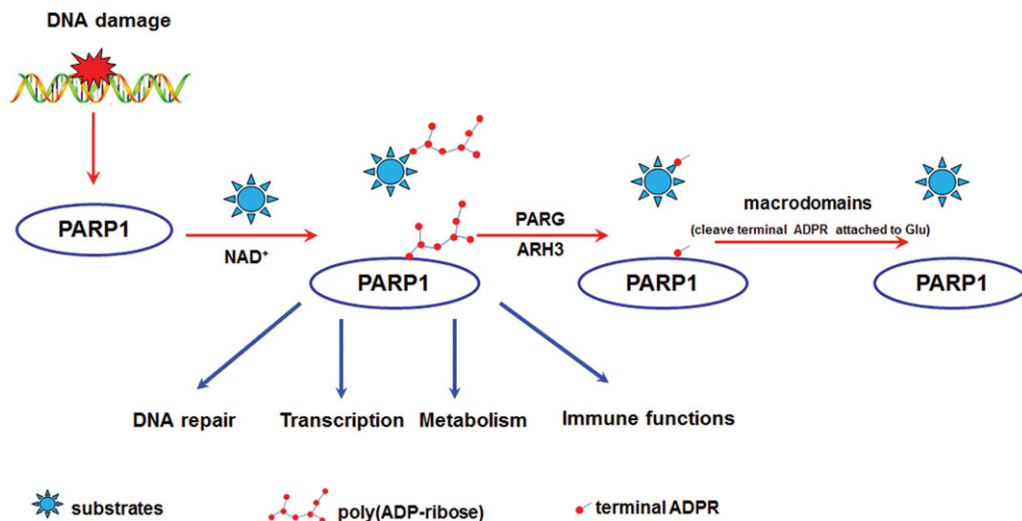 DNA damage
PARP1
NAD⁺
PARP1
PARG
ARH3
PARP1
macrodomains
(cleave terminal ADPR attached to Glu)
PARP1
DNA repair
Transcription
Metabolism
Immune functions
substrates
poly(ADP-ribose)
terminal ADPR